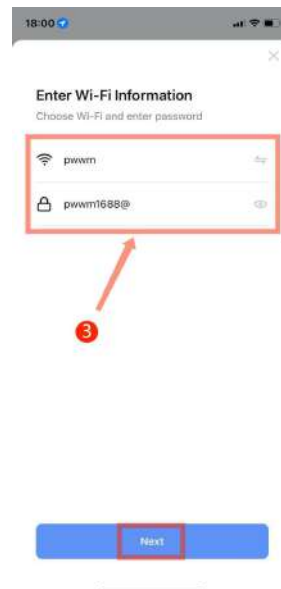 18:00
Enter Wi-Fi Information
Choose Wi-Fi and enter password
pwwm
pwwm1688@
3
Next